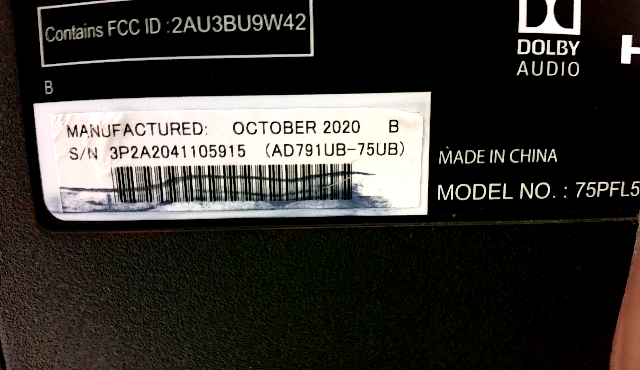 Contains FCC ID :2AU3BU9W42
DOLBY
AUDIO
H
B
MANUFACTURED: OCTOBER 2020 B
S/N 3P2A2041105915 (AD791UB-75UB)
MADE IN CHINA
MODEL NO. : 75PFL5